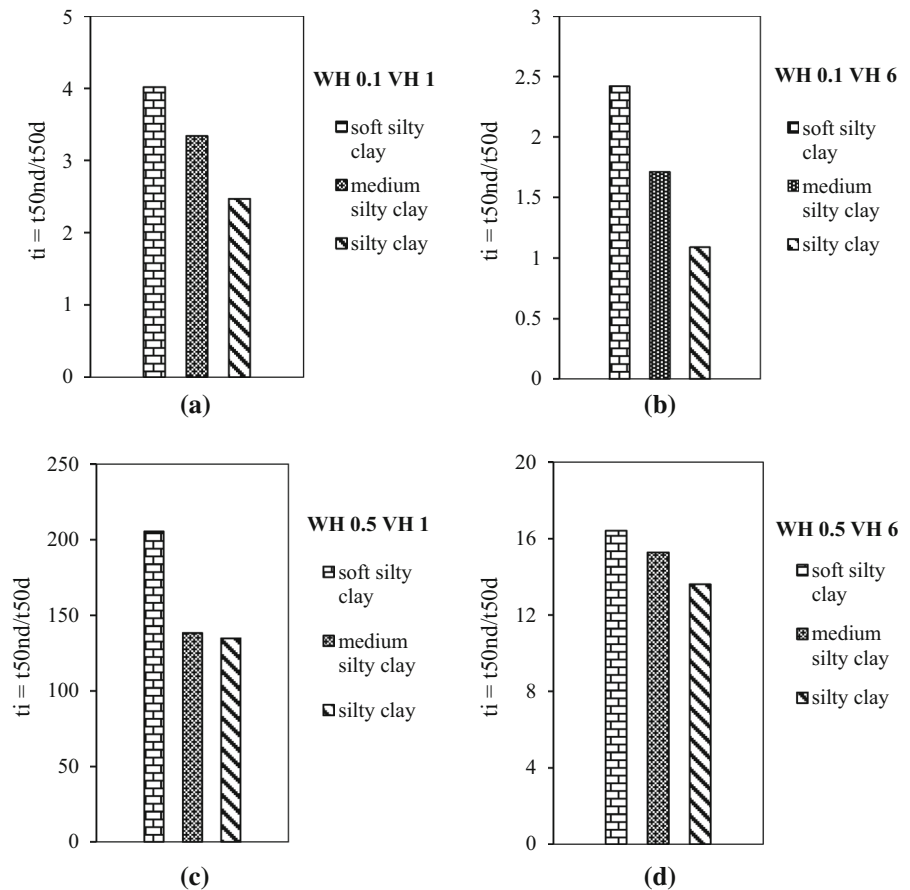 5
4
3
2
1
0
ti = t50nd/t50d
WH 0.1 VH 1
soft silty
clay
medium
silty clay
silty clay
(a)
3
2.5
2
1.5
1
0.5
0
ti = t50nd/t50d
WH 0.1 VH 6
soft silty
clay
medium
silty clay
silty clay
(b)
250
200
150
100
50
0
ti = t50nd/t50d
WH 0.5 VH 1
soft silty
clay
medium
silty clay
silty clay
(c)
20
16
12
8
4
0
ti = t50nd/t50d
WH 0.5 VH 6
soft silty
clay
medium
silty clay
silty clay
(d)